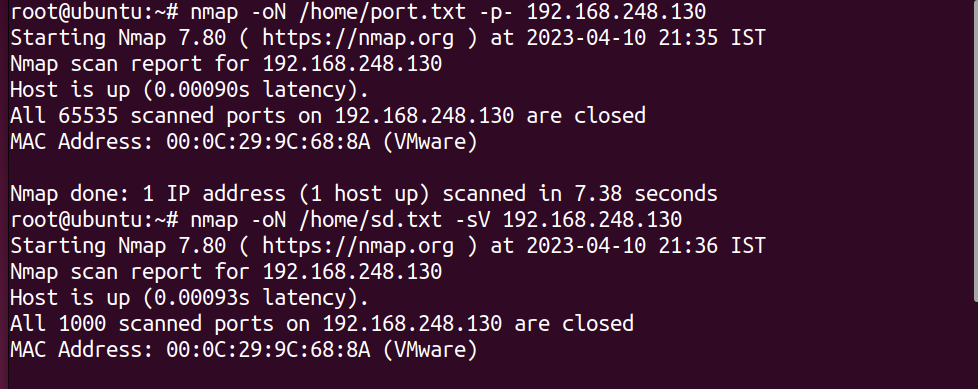 root@ubuntu:~# nmap -oN /home/port.txt -p- 192.168.248.130
Starting Nmap 7.80 ( https://nmap.org ) at 2023-04-10 21:35 IST
Nmap scan report for 192.168.248.130
Host is up (0.00090s latency).
All 65535 scanned ports on 192.168.248.130 are closed
MAC Address: 00:0C:29:9C:68:8A (VMware)

Nmap done: 1 IP address (1 host up) scanned in 7.38 seconds
root@ubuntu:~# nmap -oN /home/sd.txt -sV 192.168.248.130
Starting Nmap 7.80 ( https://nmap.org ) at 2023-04-10 21:36 IST
Nmap scan report for 192.168.248.130
Host is up (0.00093s latency).
All 1000 scanned ports on 192.168.248.130 are closed
MAC Address: 00:0C:29:9C:68:8A (VMware)